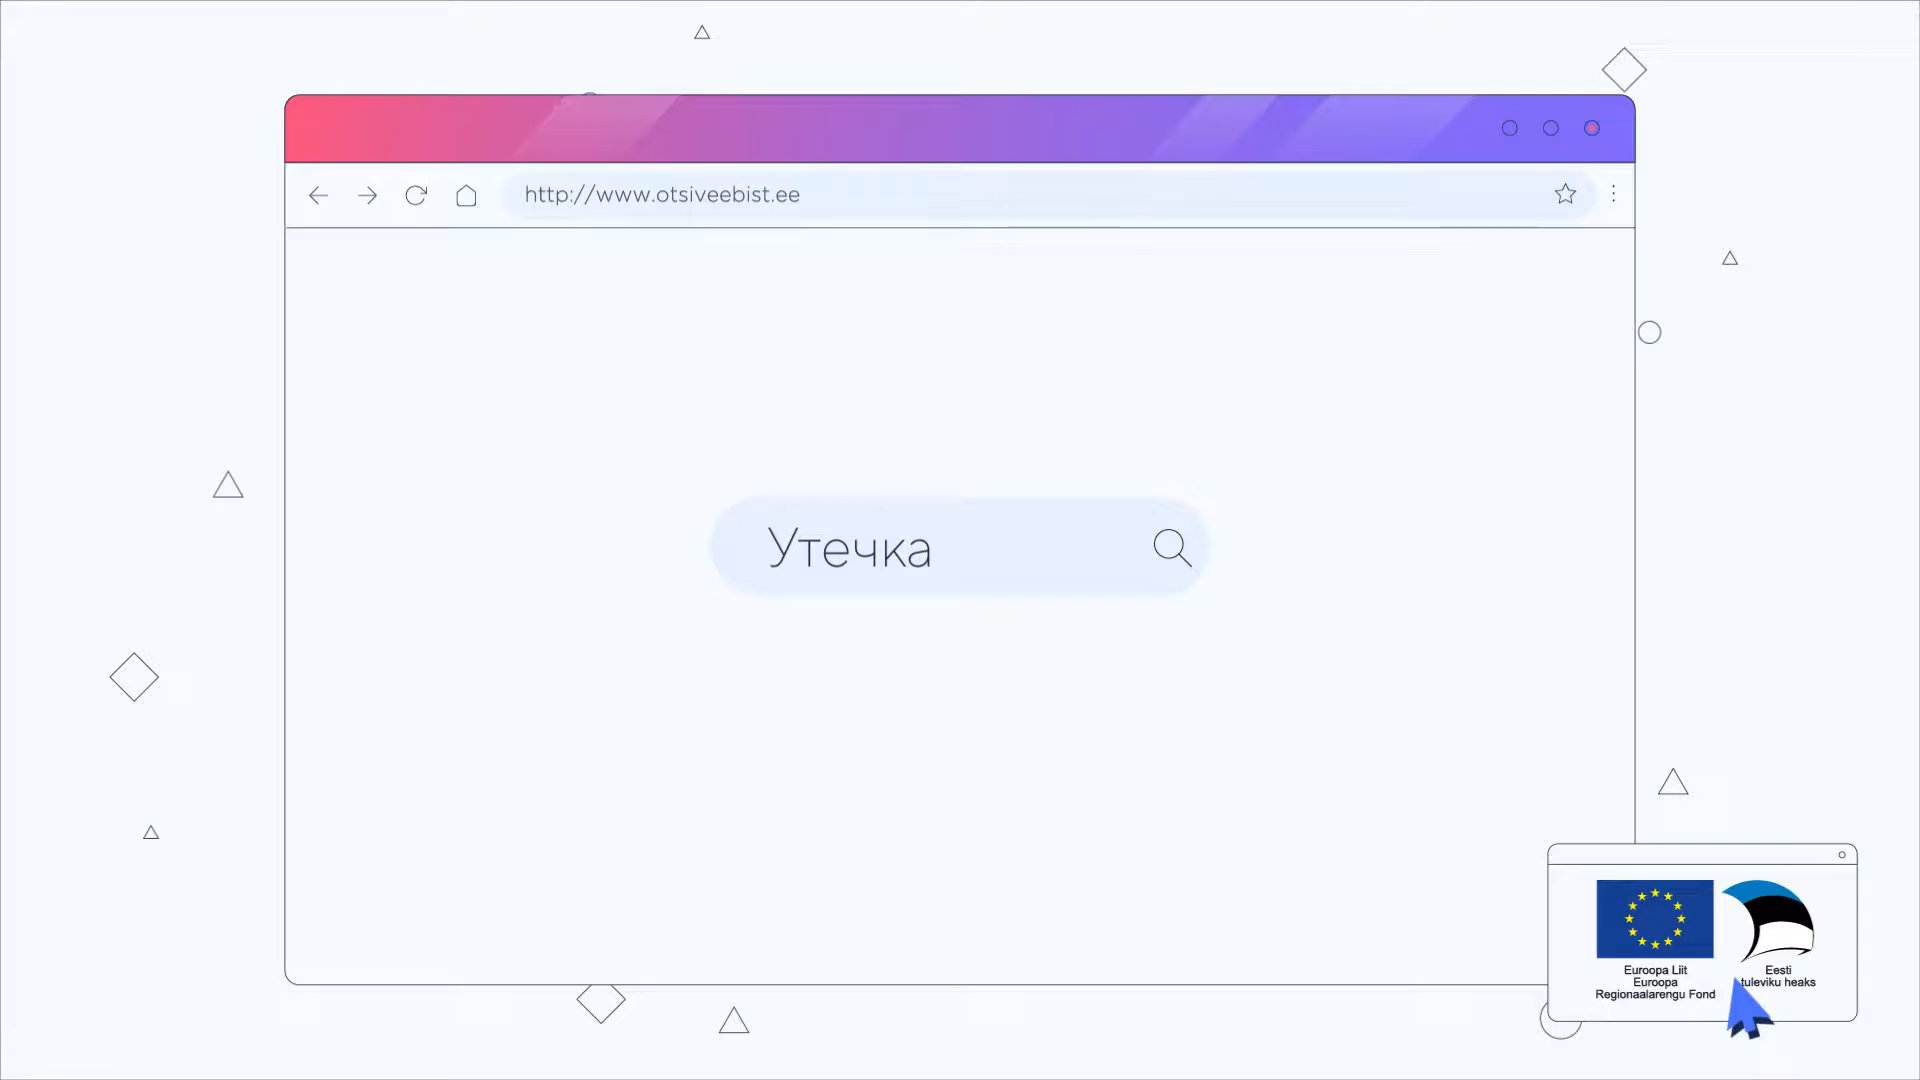 http://www.otsiveebist.ee
Утечка
Euroopa Liit
Euroopa
Regionaalarengu Fond
Eesti
tuleviku heaks